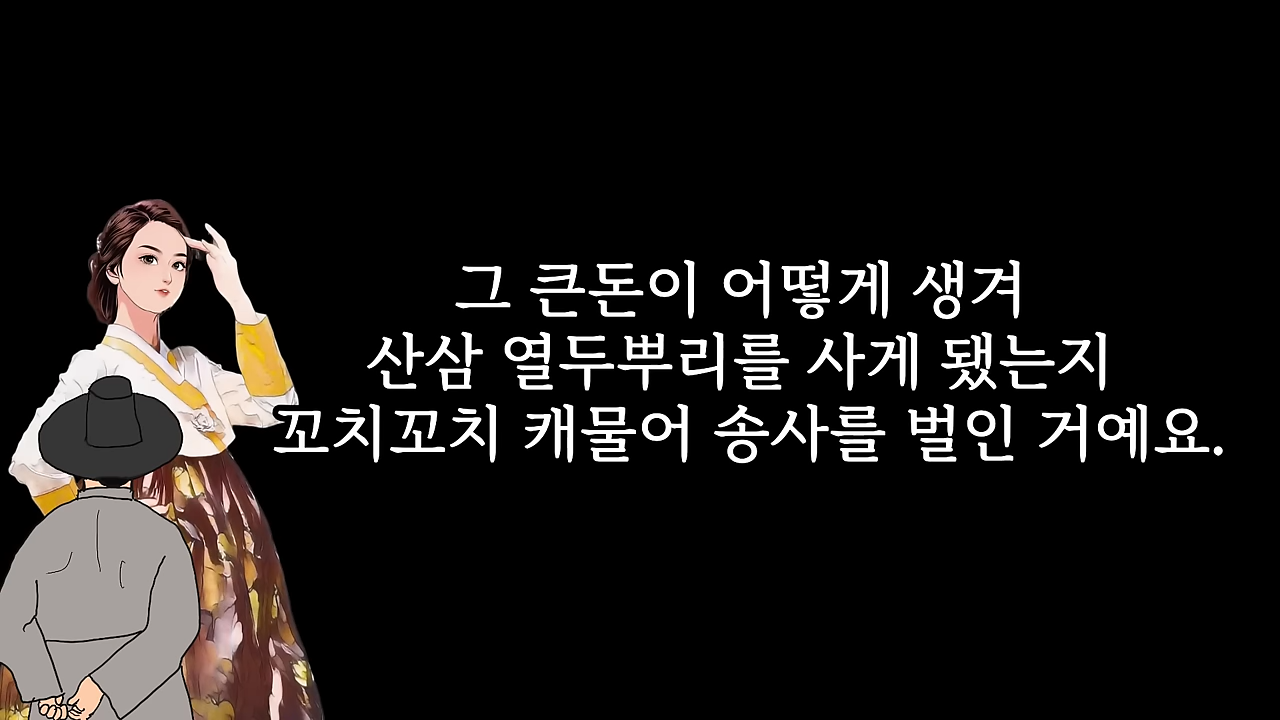 그 큰돈이 어떻게 생겨
산삼 열두뿌리를 사게 됐는지
꼬치꼬치 캐물어 송사를 벌인 거예요.